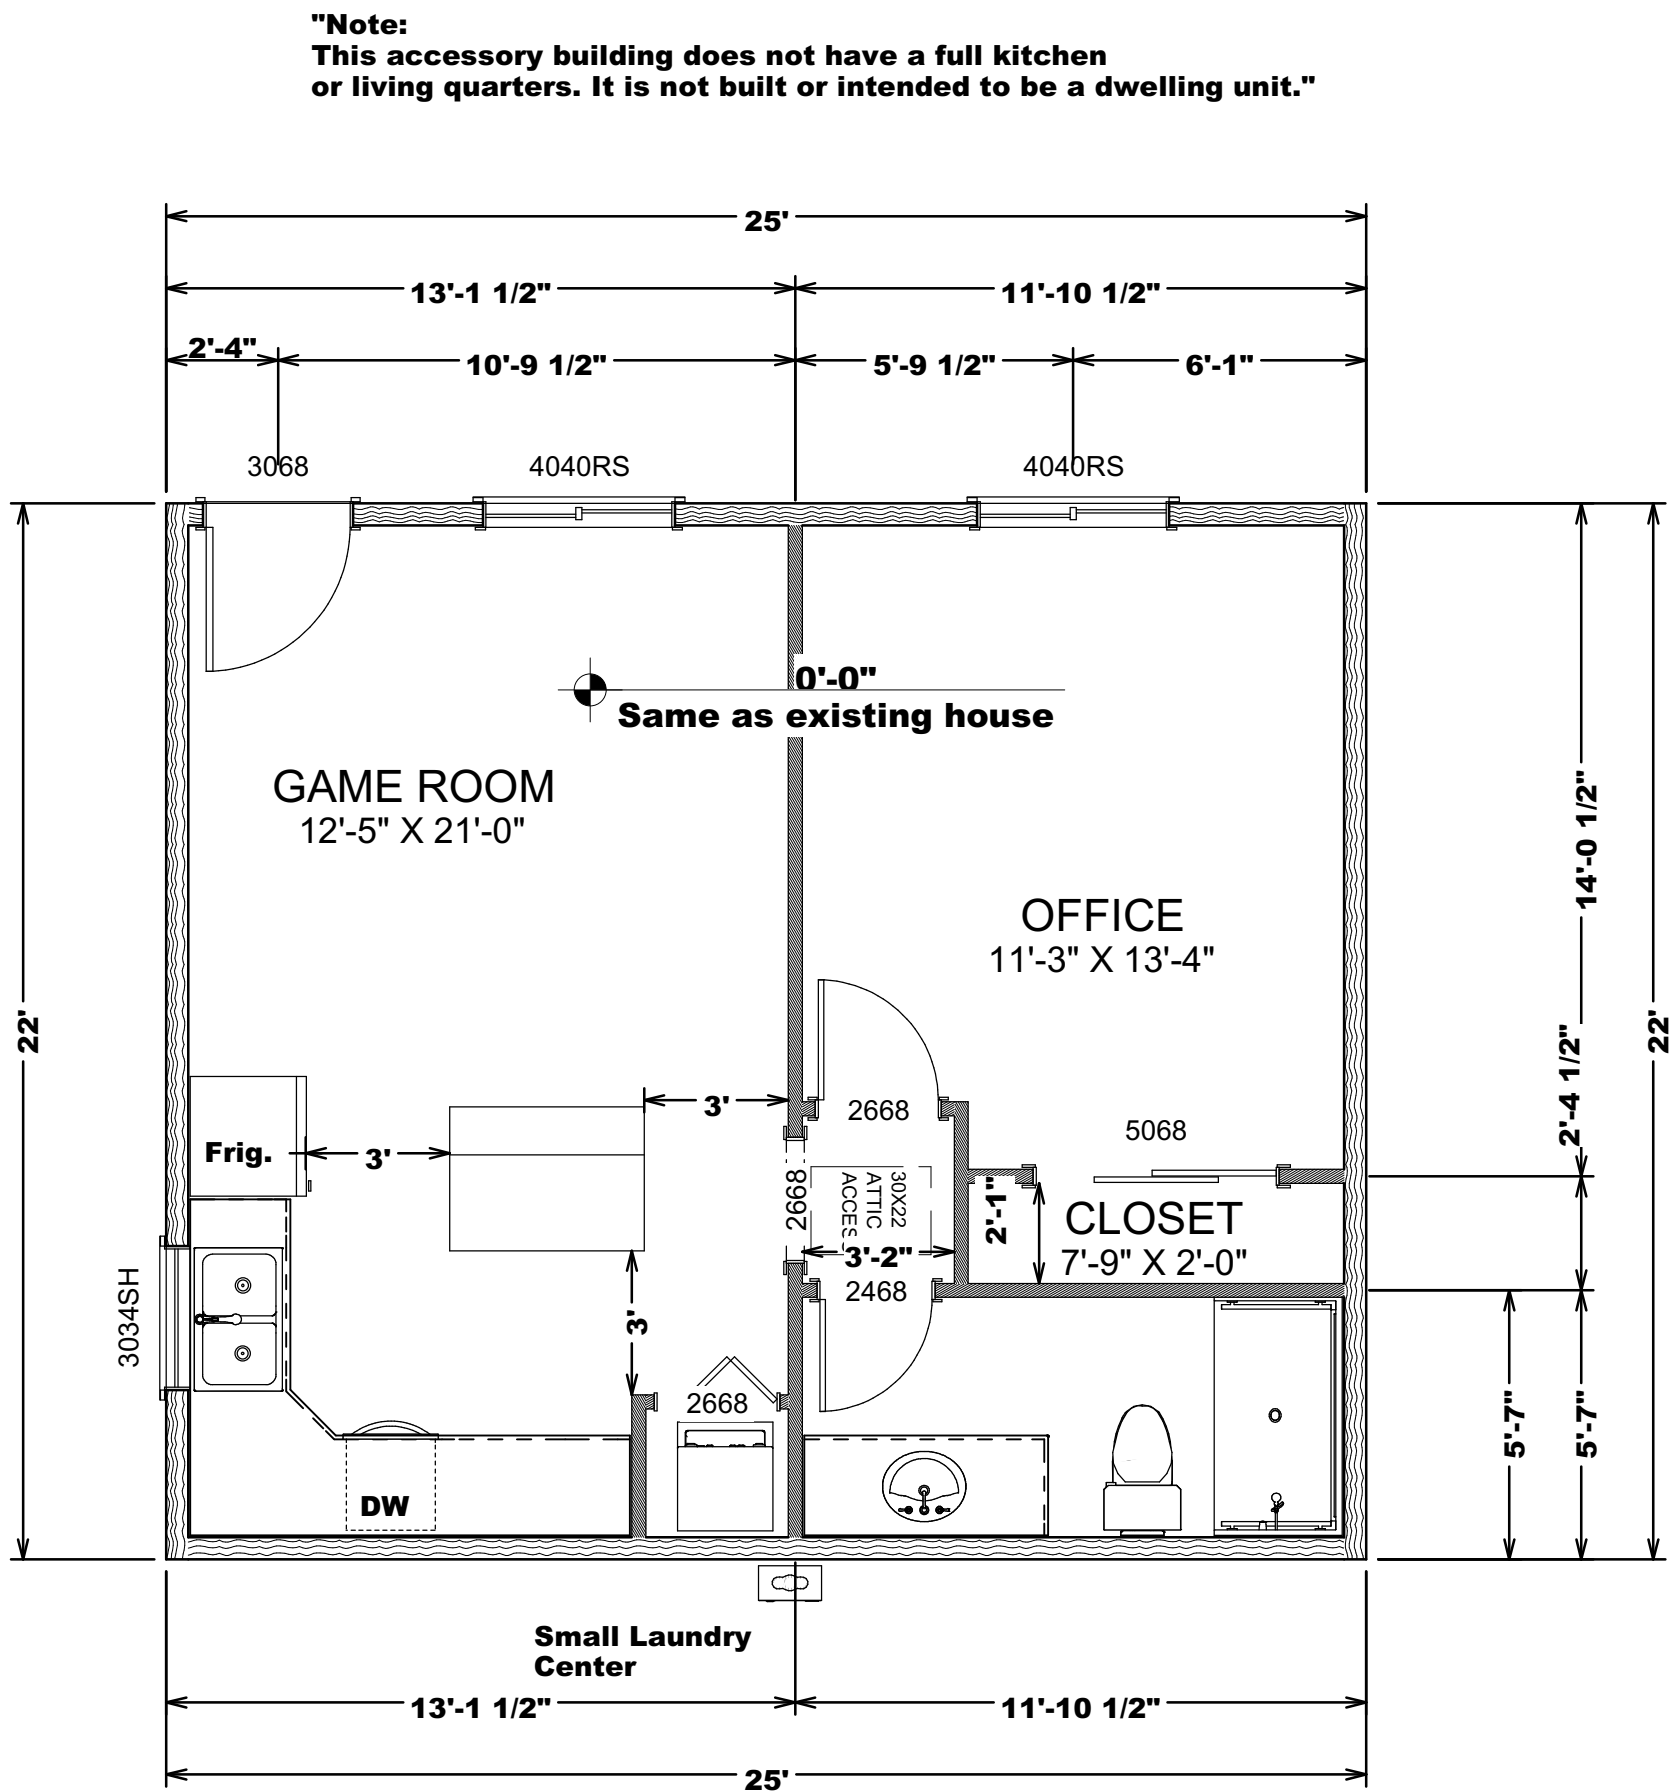 "Note:
This accessory building does not have a full kitchen
or living quarters. It is not built or intended to be a dwelling unit."
25'
13'-1 1/2"
11'-10 1/2"
2'-4"
10'-9 1/2"
5'-9 1/2"
6'-1"
3068
4040RS
4040RS
0'-0"
Same as existing house
GAME ROOM
12'-5" X 21'-0"
14'-0 1/2"
OFFICE
11'-3" X 13'-4"
22'
22'
2'-4 1/2"
3'
2668
5068
Frig.
3'
2668
30X22
ATTIC
ACCESS
2'-1"
CLOSET
7'-9" X 2'-0"
3'-2"
2468
3034SH
3'
2668
5'-7"
5'-7"
DW
Small Laundry
Center
13'-1 1/2"
11'-10 1/2"
25'